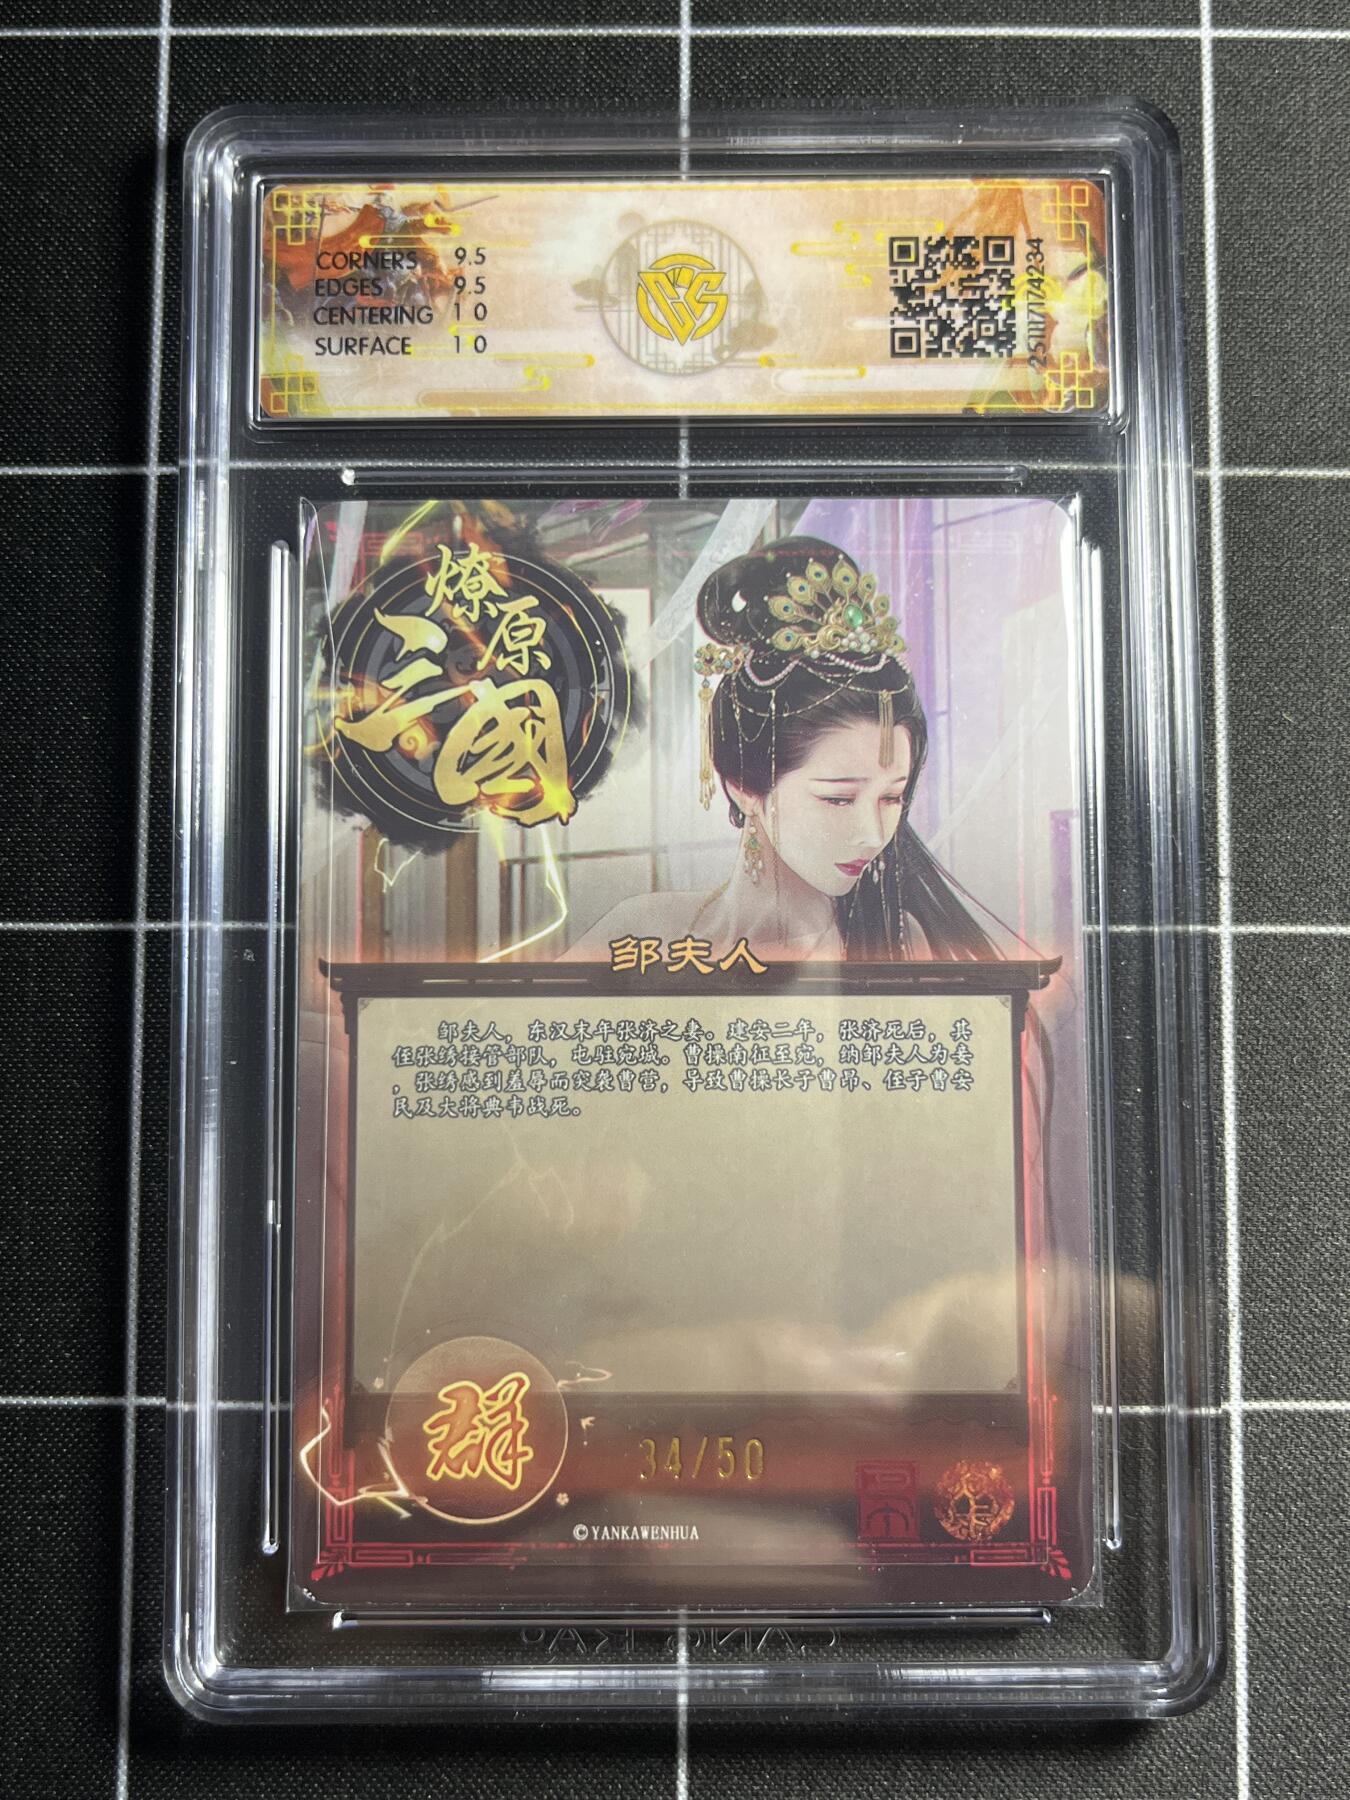 CORNERS 9.5
EDGES 9.5
CENTERING 10
SURFACE 10
燎原
三國
邹夫人
邹夫人，东汉末年张济之妻。建安二年，张济死后，其
侄张绣接管部队，屯驻宛城。曹操南征至宛，纳邹夫人为妾
，张绣感到羞辱而突袭曹营，导致曹操长子曹昂、侄子曹安
民及大将典韦战死。
群
34/50
©YANKAWENHUA